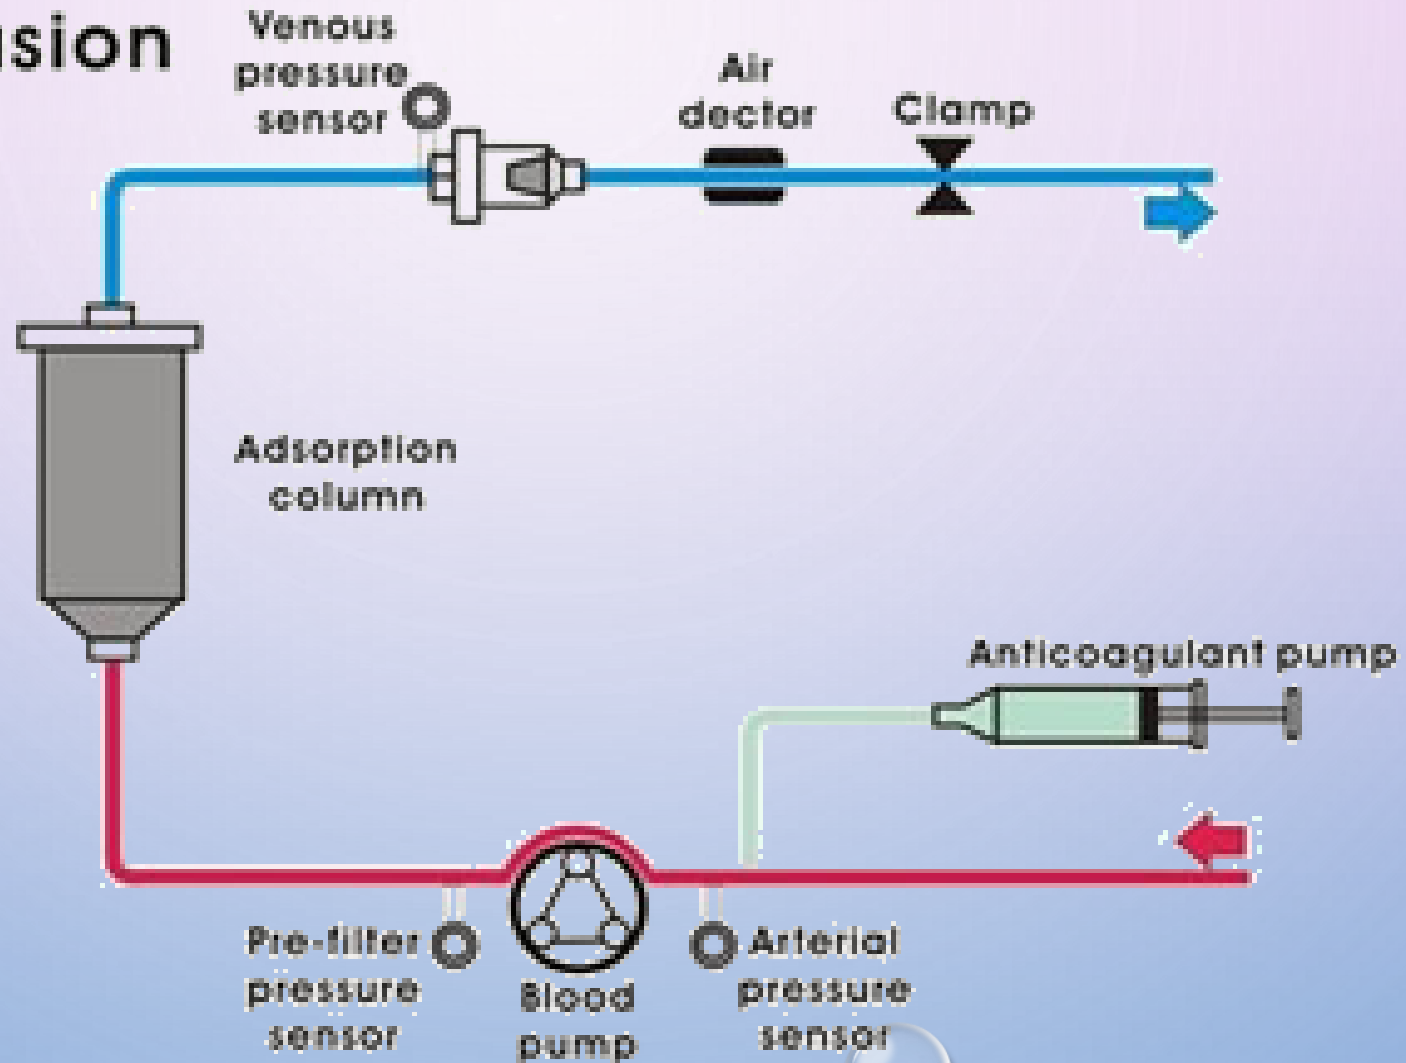 usion
Venous
pressure
sensor
Air
dector
Clamp
Adsorption
column
Anticoagulant pump
Pre-filter
pressure
sensor
Blood
pump
Arterial
pressure
sensor